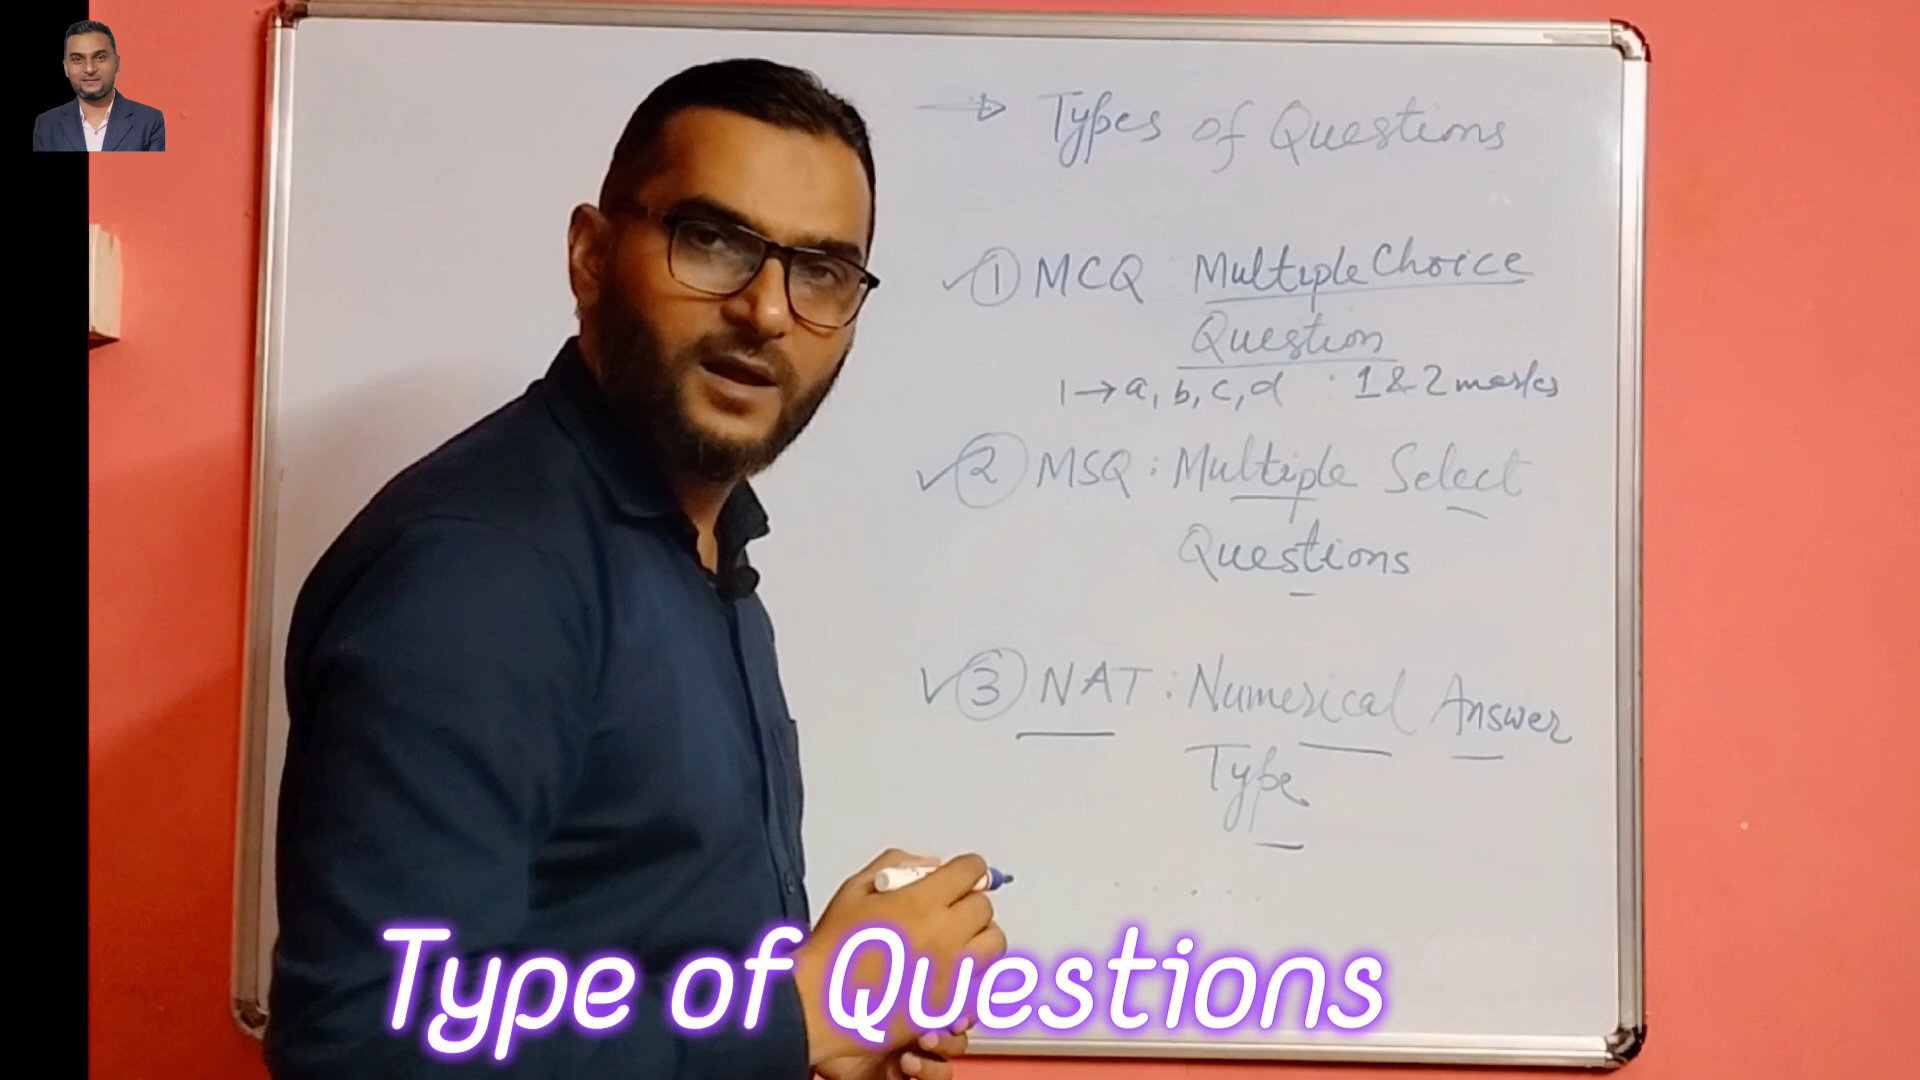 → Types of Questions
① MCQ Multiple Choice
Question
1 → a, b, c, d : 1 & 2 marks
② MSQ : Multiple Select
Questions
③ NAT : Numerical Answer
Type
Type of Questions